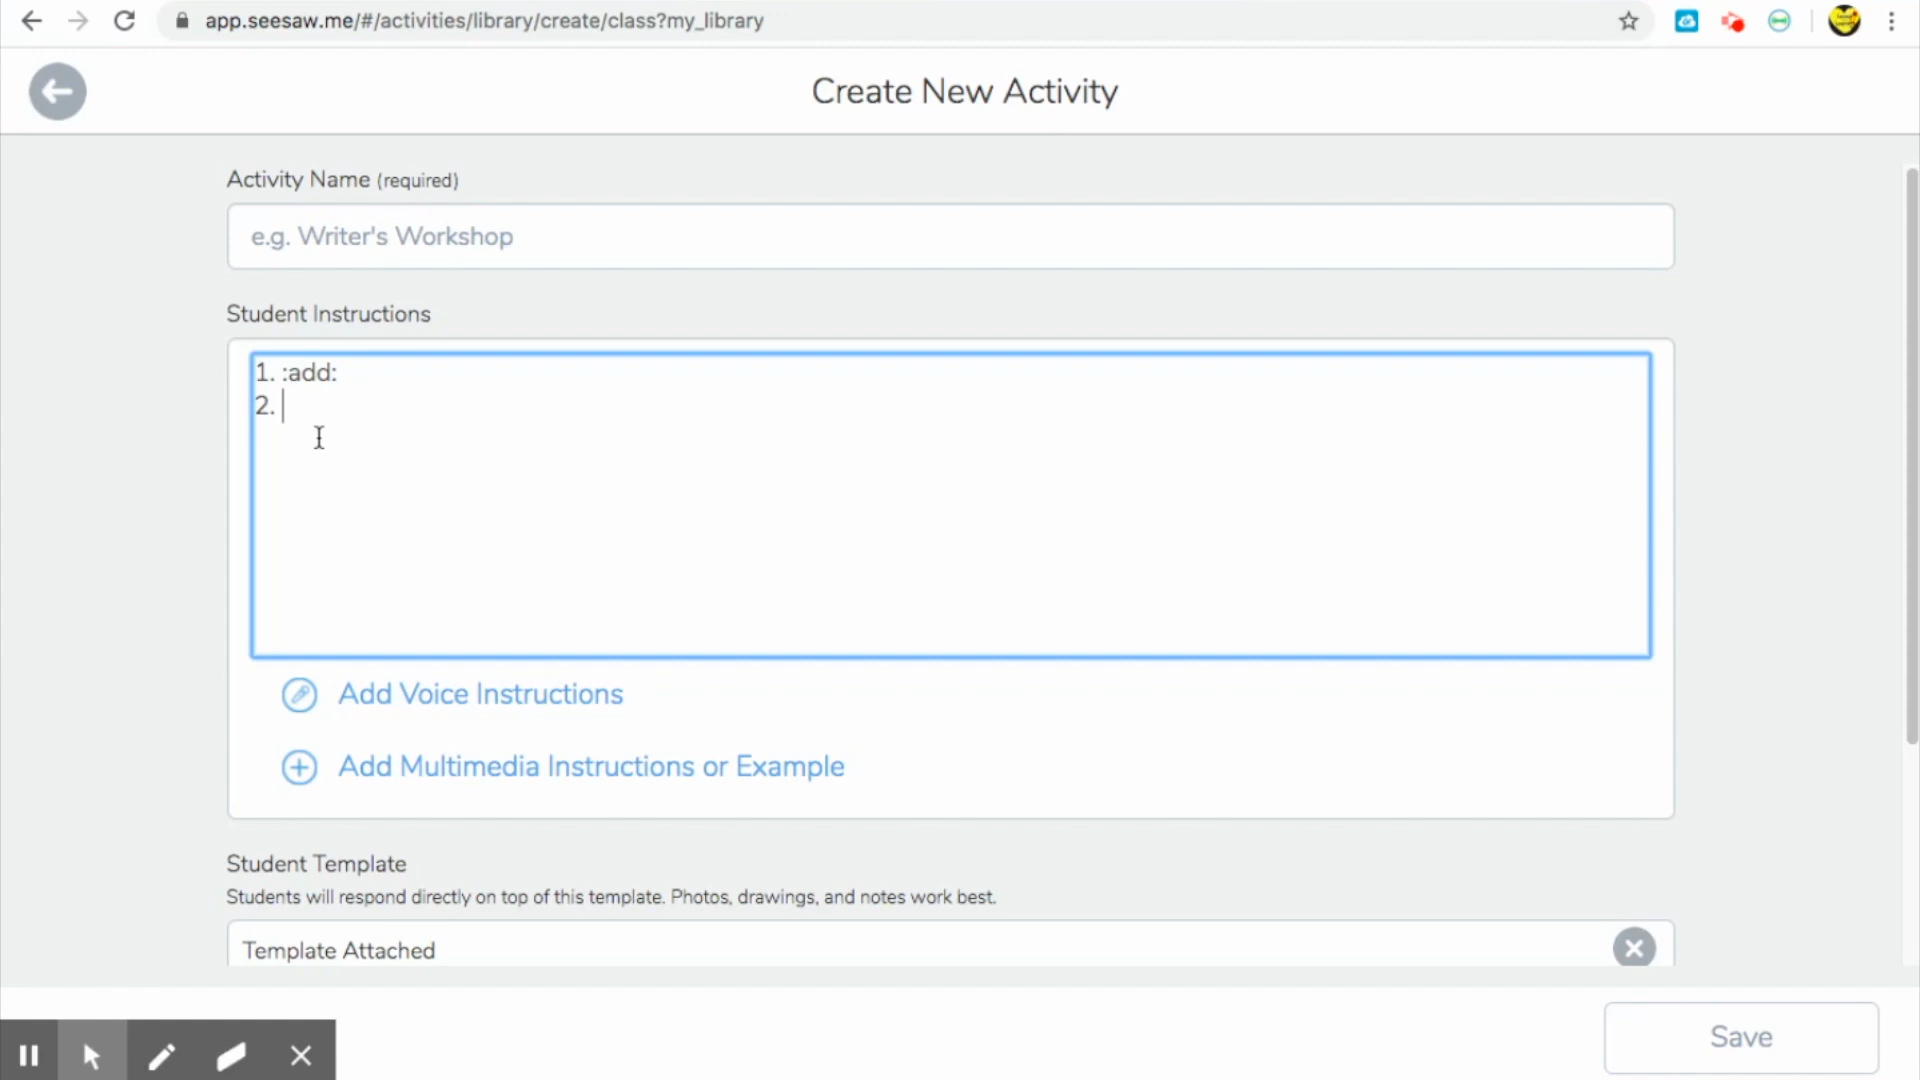 app.seesaw.me/#/activities/library/create/class?my_library
Create New Activity
Activity Name (required)
e.g. Writer's Workshop
Student Instructions
1. :add:
2.
Add Voice Instructions
Add Multimedia Instructions or Example
Student Template
Students will respond directly on top of this template. Photos, drawings, and notes work best.
Template Attached
Save